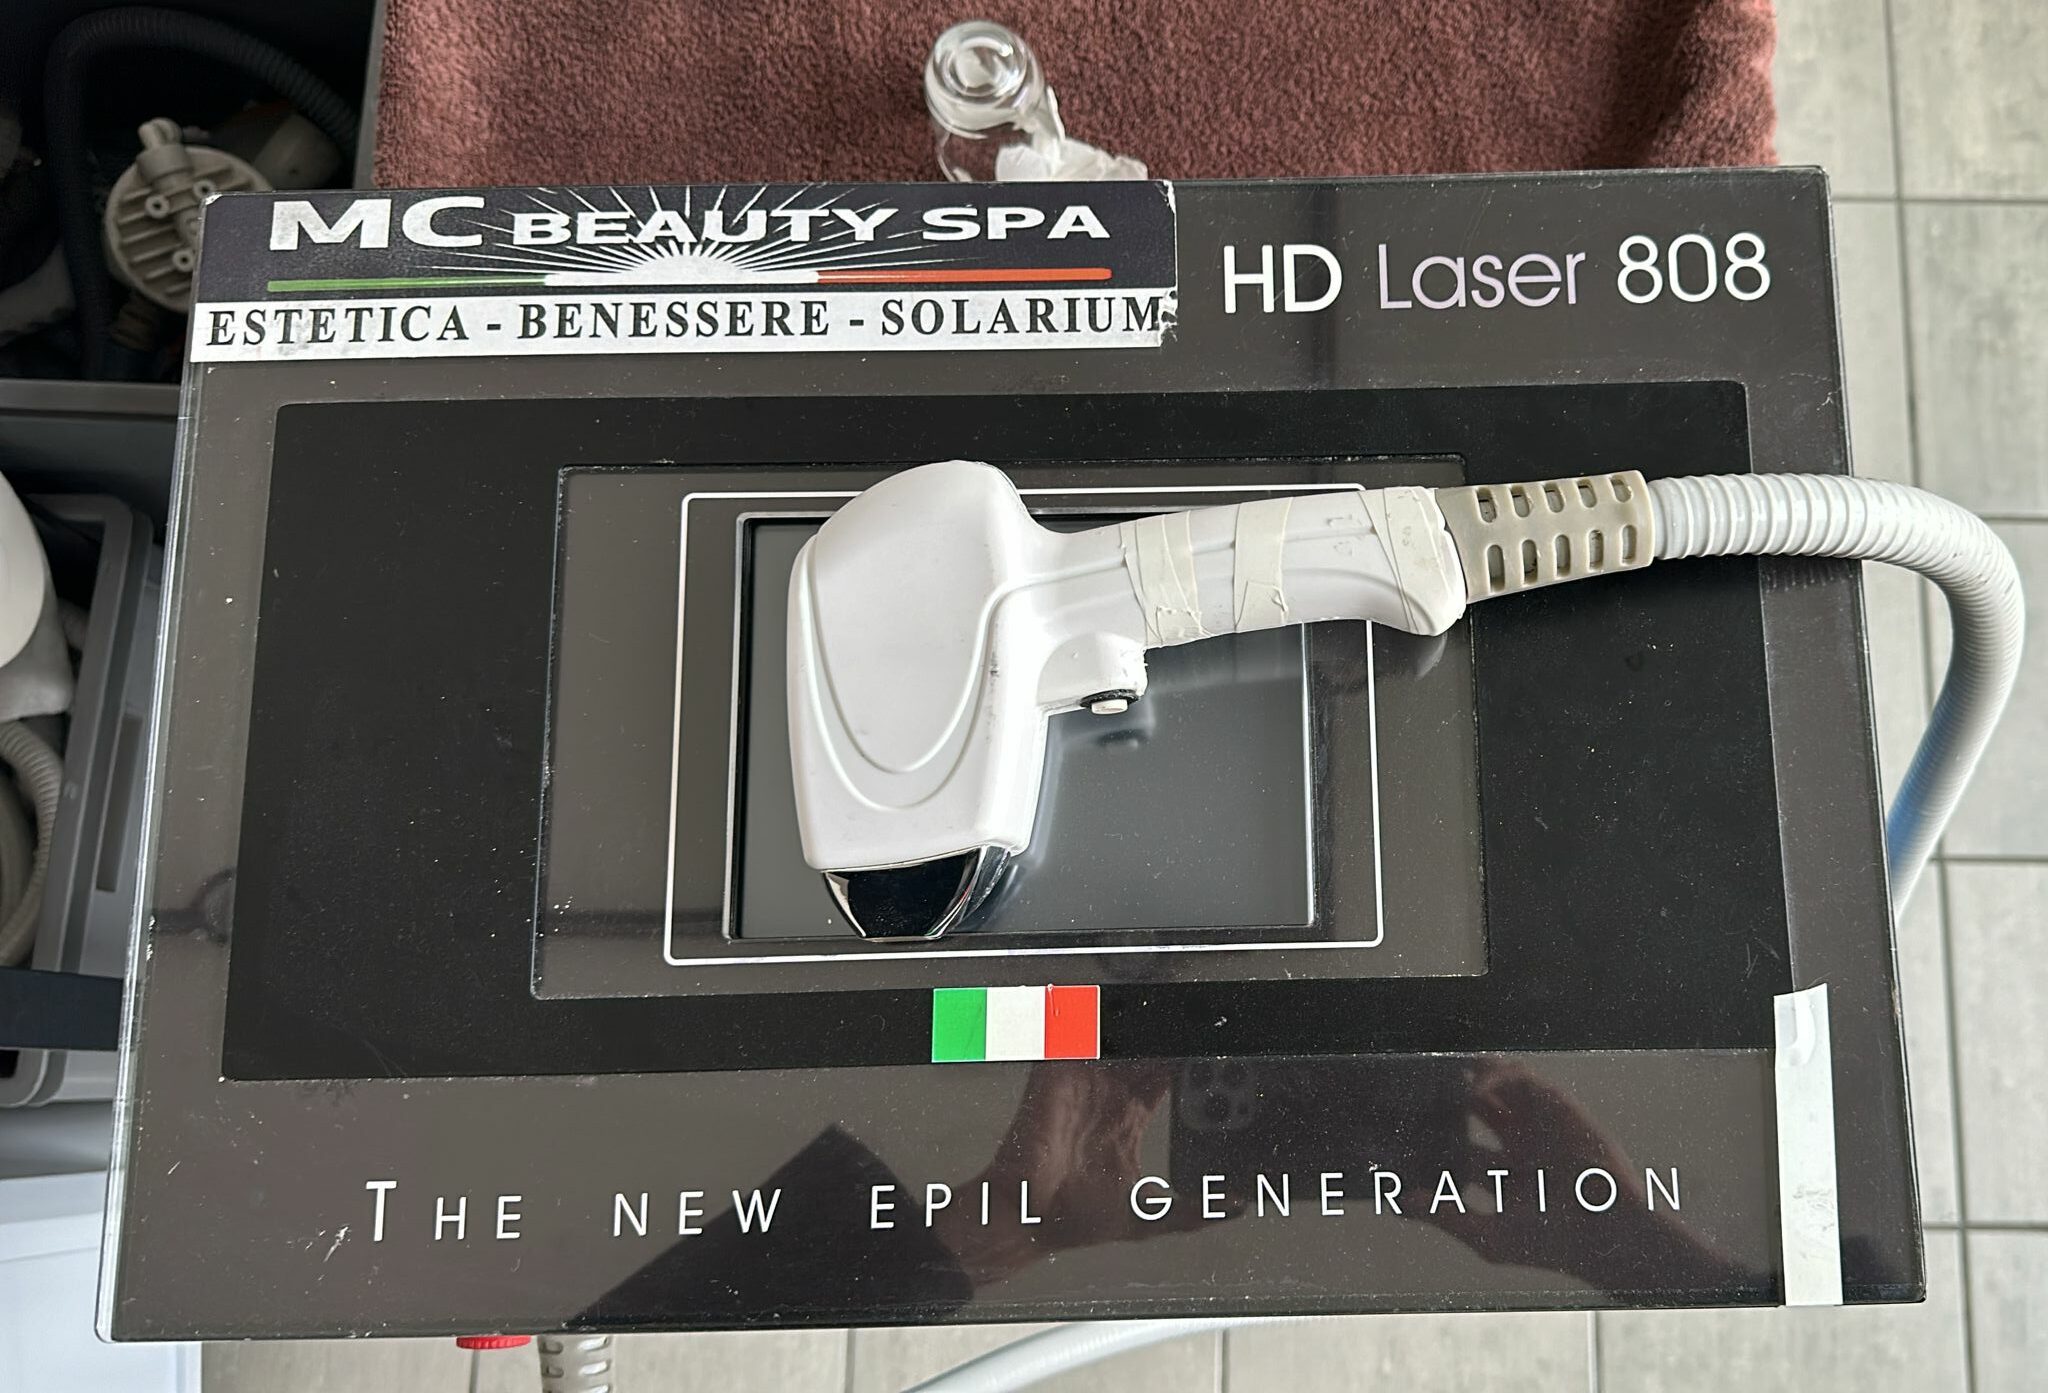 MC BEAUTY SPA
ESTETICA - BENESSERE - SOLARIUM
HD Laser 808
THE NEW EPIL GENERATION